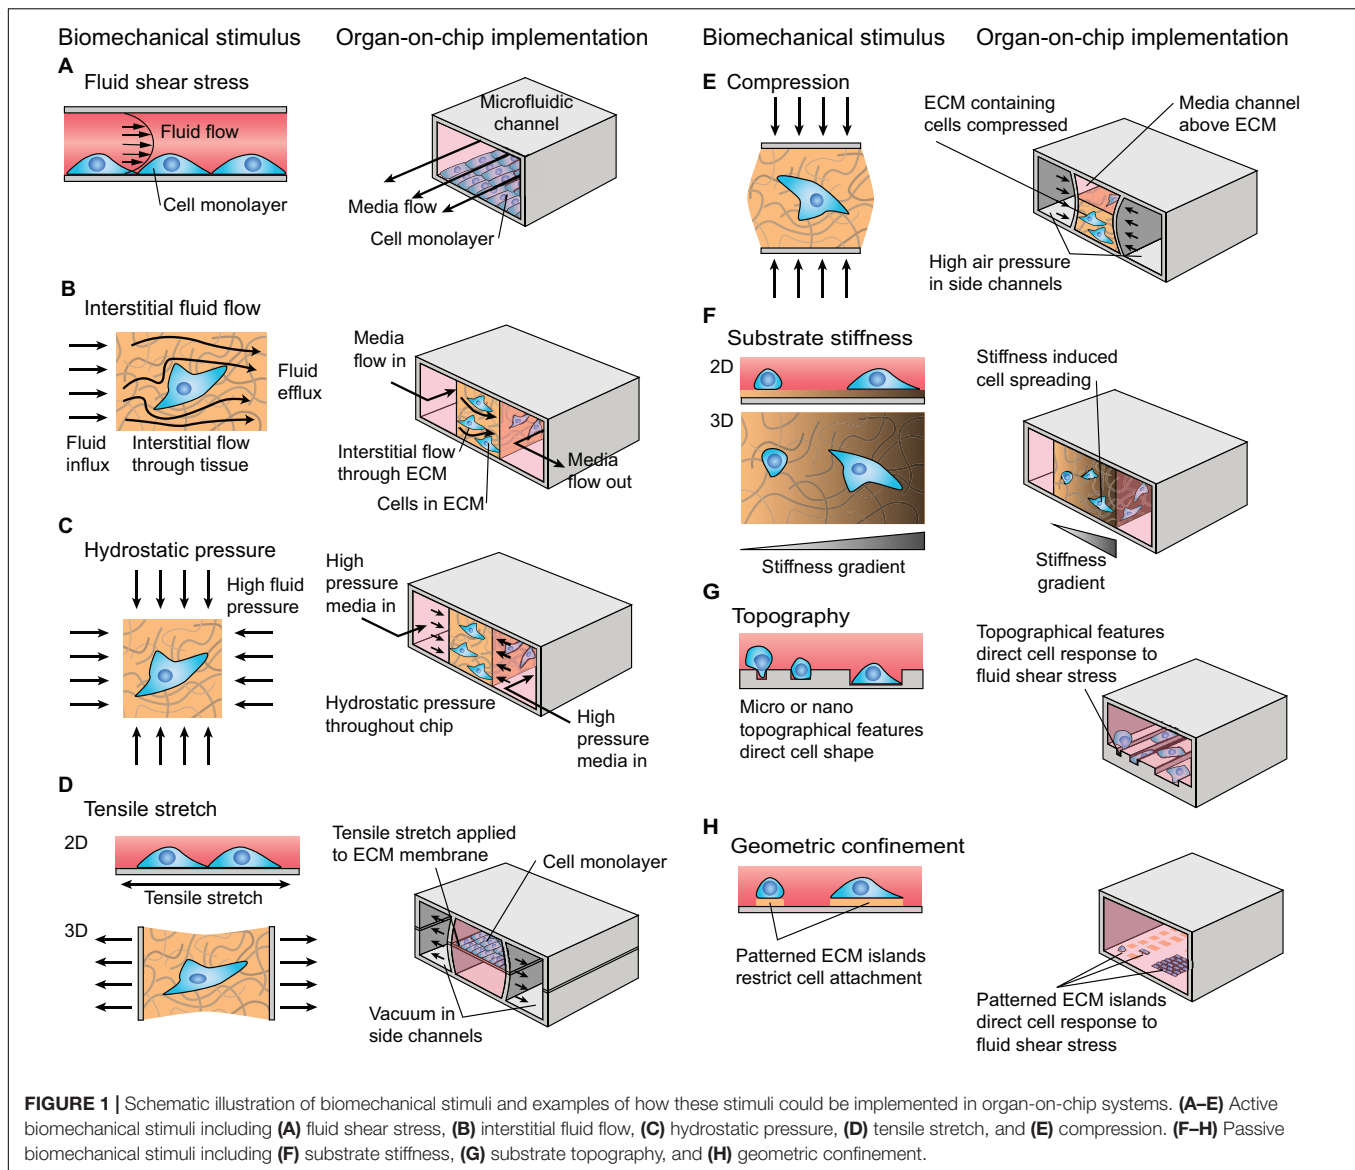 Biomechanical stimulus
Organ-on-chip implementation
A
Fluid shear stress
Fluid flow
Cell monolayer
Microfluidic
channel
Media flow
Cell monolayer
B
Interstitial fluid flow
Fluid
efflux
Fluid
influx
Interstitial flow
through tissue
Media
flow in
Interstitial flow
through ECM
Cells in ECM
Media
flow out
C
Hydrostatic pressure
High fluid
pressure
High
pressure
media in
Hydrostatic pressure
throughout chip
High
pressure
media in
D
Tensile stretch
2D
Tensile stretch
3D
Tensile stretch applied
to ECM membrane
Cell monolayer
Vacuum in
side channels
Biomechanical stimulus
Organ-on-chip implementation
E
Compression
ECM containing
cells compressed
Media channel
above ECM
High air pressure
in side channels
F
Substrate stiffness
2D
3D
Stiffness gradient
Stiffness induced
cell spreading
Stiffness
gradient
G
Topography
Micro or nano
topographical features
direct cell shape
Topographical features
direct cell response to
fluid shear stress
H
Geometric confinement
Patterned ECM islands
restrict cell attachment
Patterned ECM islands
direct cell response to
fluid shear stress
FIGURE 1 | Schematic illustration of biomechanical stimuli and examples of how these stimuli could be implemented in organ-on-chip systems. (A–E) Active
biomechanical stimuli including (A) fluid shear stress, (B) interstitial fluid flow, (C) hydrostatic pressure, (D) tensile stretch, and (E) compression. (F–H) Passive
biomechanical stimuli including (F) substrate stiffness, (G) substrate topography, and (H) geometric confinement.